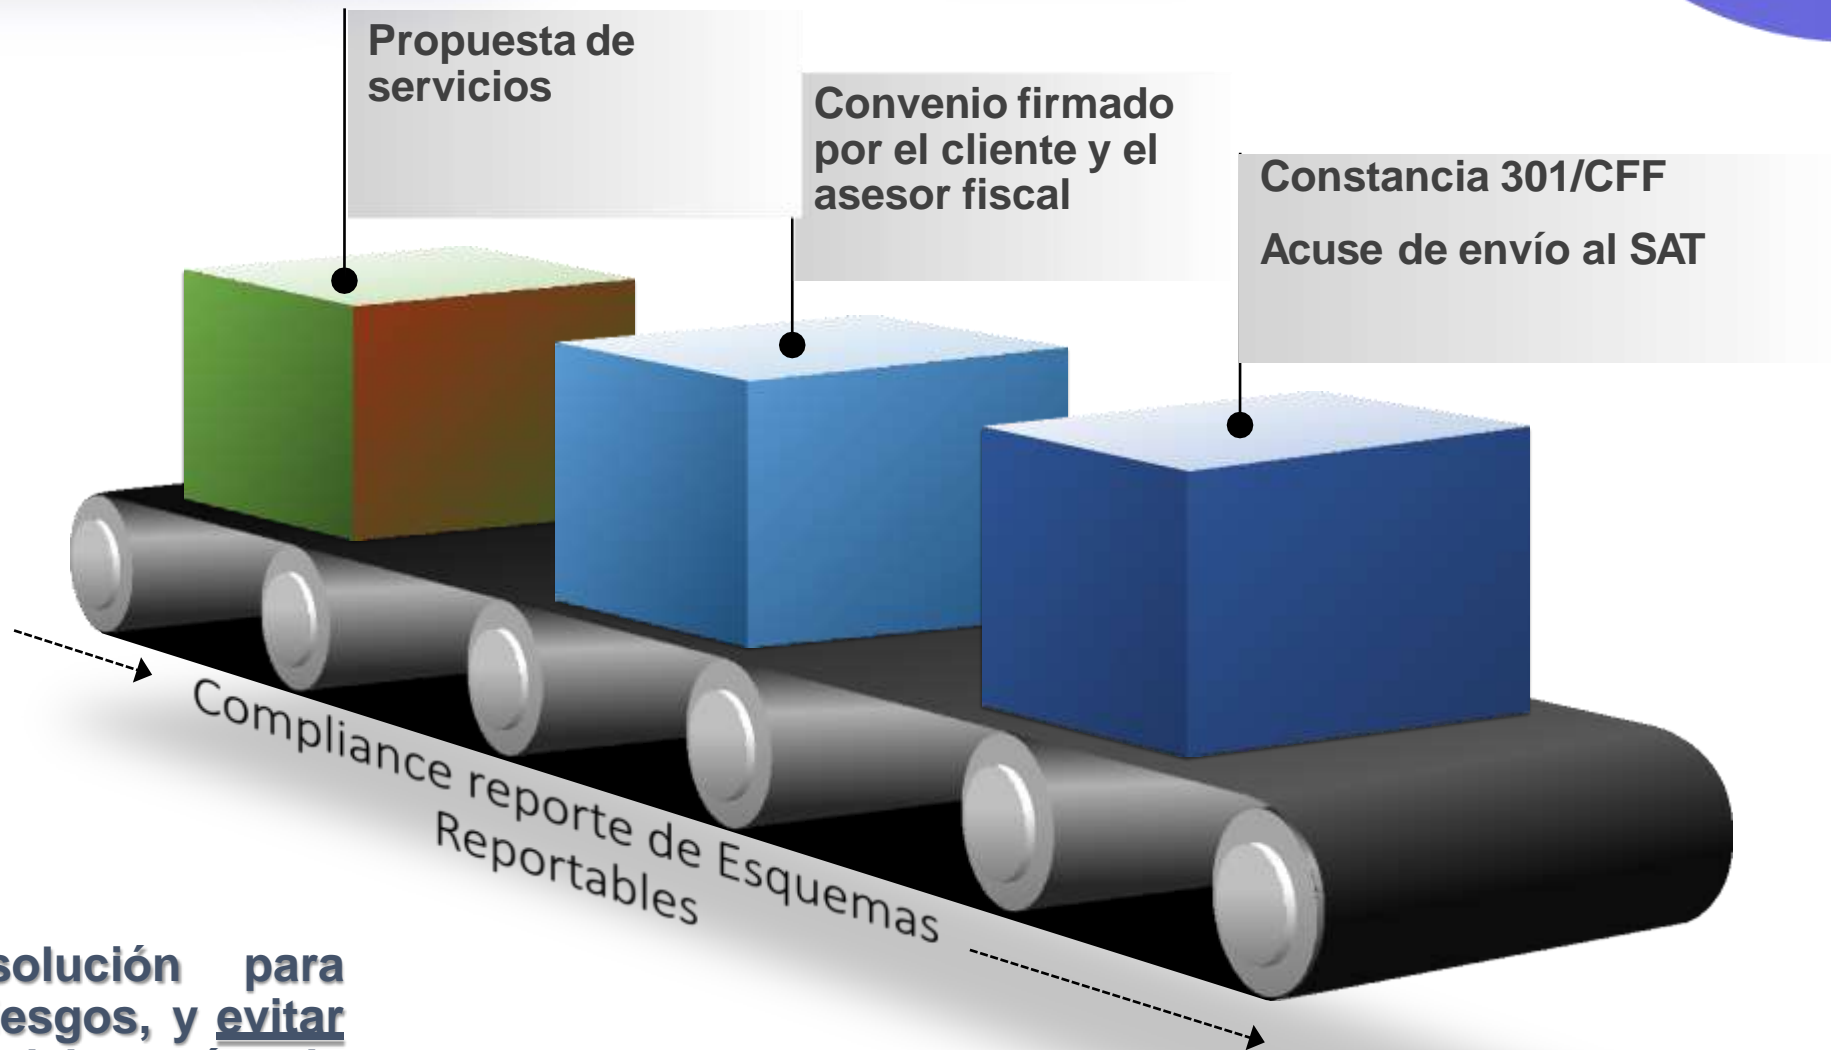 Propuesta de
servicios
Convenio firmado
por el cliente y el
asesor fiscal
Constancia 301/CFF
Acuse de envío al SAT
Compliance reporte de Esquemas
Reportables
solución para
esgos, y evitar